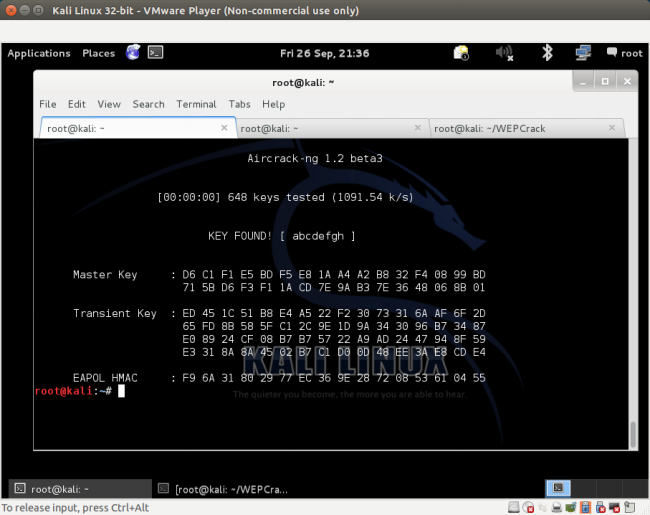 Kali Linux 32-bit - VMware Player (Non-commercial use only)
Applications Places Fri 26 Sep, 21:36 root
root@kali: ~
File Edit View Search Terminal Tabs Help
root@kali: ~ × root@kali: ~ × root@kali: ~/WEPCrack ×
Aircrack-ng 1.2 beta3
[00:00:00] 648 keys tested (1091.54 k/s)
KEY FOUND! [ abcdefgh ]
Master Key : D6 C1 F1 E5 BD F5 E8 1A A4 A2 B8 32 F4 08 99 BD
71 5B D6 F3 F1 1A CD 7E 9A B3 7E 36 48 06 8B 01
Transient Key : ED 45 1C 51 B8 E4 A5 22 F2 30 73 31 6A AF 6F 2D
65 FD 8B 58 5F C1 2C 9E 1D 9A 34 30 96 B7 34 87
E0 89 24 CF 08 B7 B7 57 22 A9 AD 24 47 94 8F 59
E3 31 8A 8A 45 02 B7 C1 D0 0D 48 EE 3A E8 CD E4
KALI LINUX
EAPOL HMAC : F9 6A 31 80 29 77 EC 36 9E 28 72 08 53 61 04 55
root@kali:~#
The quieter you become, the more you are able to hear.
root@kali: ~ [root@kali: ~/WEPCra...
To release input, press Ctrl+Alt